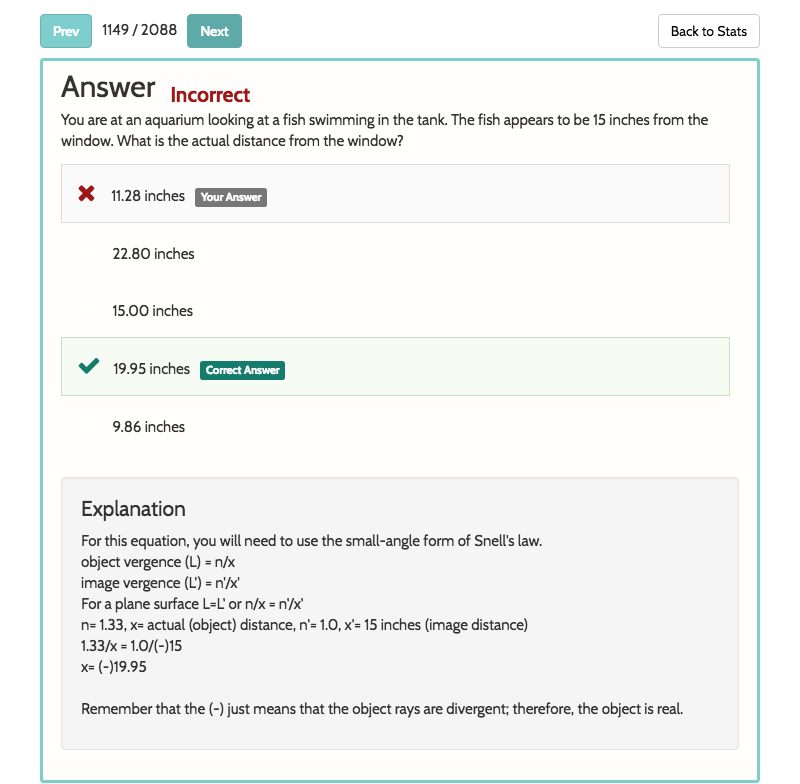 Prev 1149 / 2088 Next Back to Stats
Answer Incorrect
You are at an aquarium looking at a fish swimming in the tank. The fish appears to be 15 inches from the
window. What is the actual distance from the window?
11.28 inches Your Answer
22.80 inches
15.00 inches
19.95 inches Correct Answer
9.86 inches
Explanation
For this equation, you will need to use the small-angle form of Snell's law.
object vergence (L) = n/x
image vergence (L') = n'/x'
For a plane surface L=L' or n/x = n'/x'
n= 1.33, x= actual (object) distance, n'= 1.0, x'= 15 inches (image distance)
1.33/x = 1.0/(-)15
x= (-)19.95
Remember that the (-) just means that the object rays are divergent; therefore, the object is real.